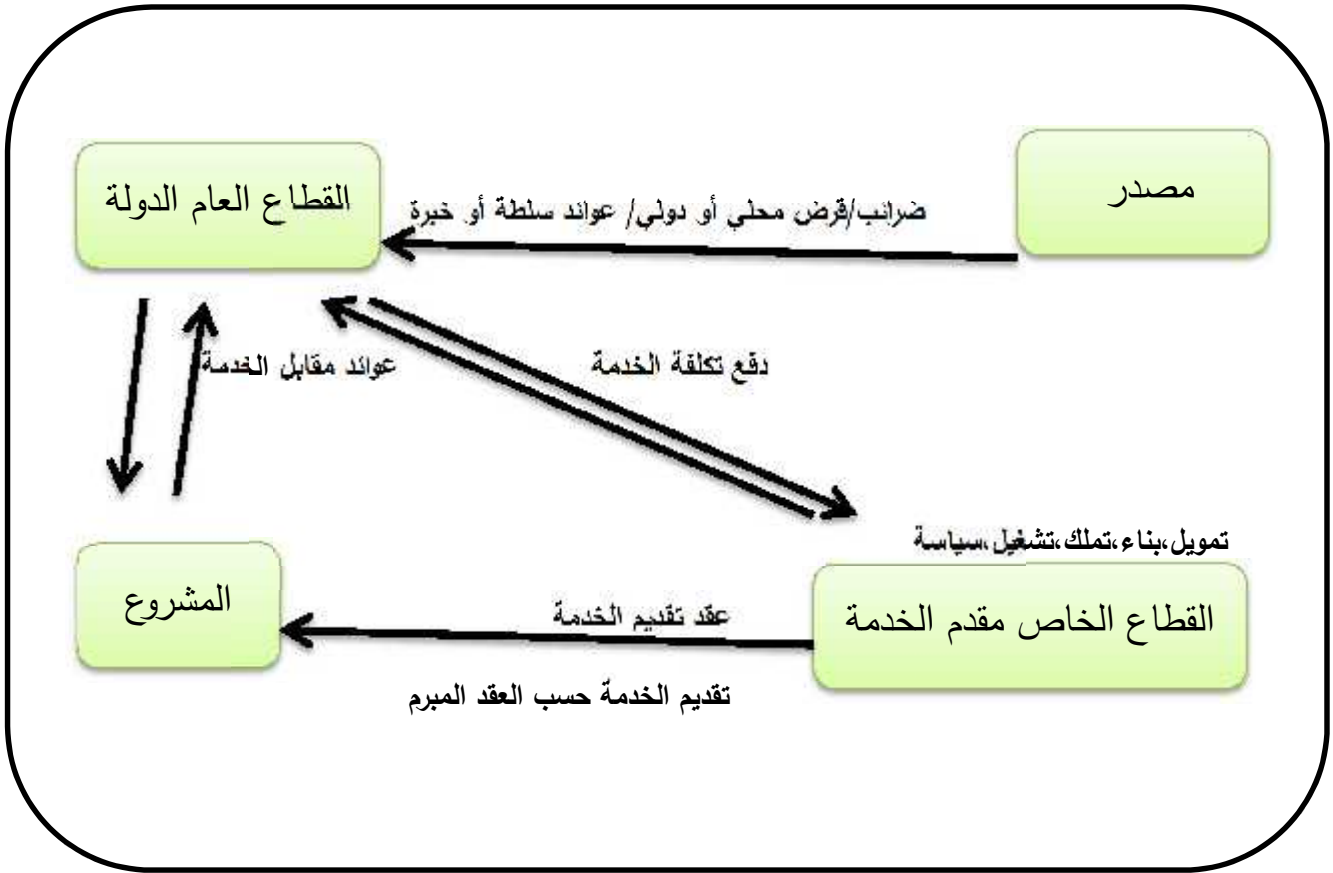 مصدر
القطاع العام الدولة
ضرائب/قرض محلي أو دولي/ عوائد سلطة أو خبرة
دفع تكلفة الخدمة
عوائد مقابل الخدمة
تمويل،بناء،تملك،تشغيل،سياسة
القطاع الخاص مقدم الخدمة
عقد تقديم الخدمة
المشروع
تقديم الخدمة حسب العقد المبرم